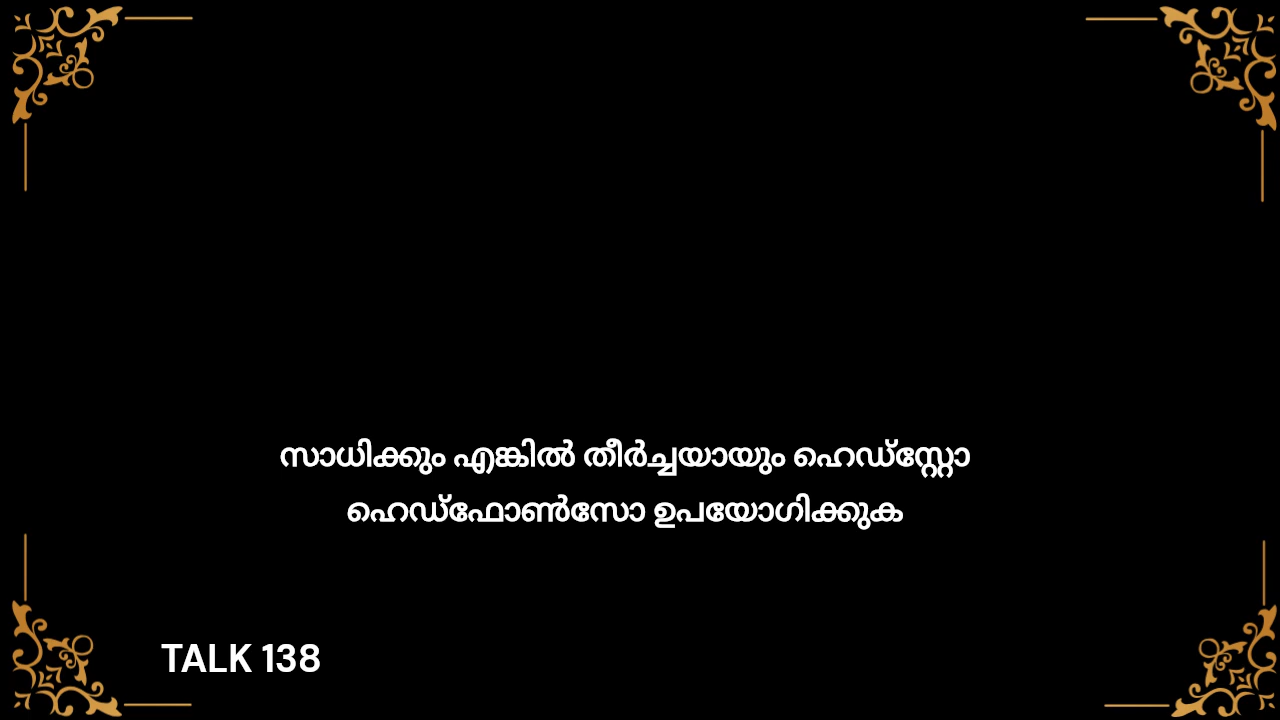 സാധിക്കും എങ്കിൽ തീർച്ചയായും ഹെഡ്സ്റ്റോ
ഹെഡ്ഫോൺസോ ഉപയോഗിക്കുക
TALK 138